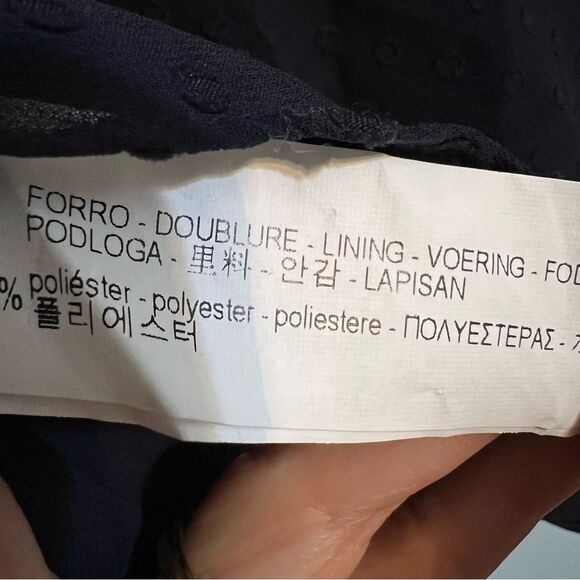 FORRO - DOUBLURE - LINING - VOERING - FOD
PODLOGA - 里料 - 안감 - LAPISAN
% poliéster - polyester - poliestere - ΠΟΛΥΕΣΤΕΡΑΣ -
폴리에스터